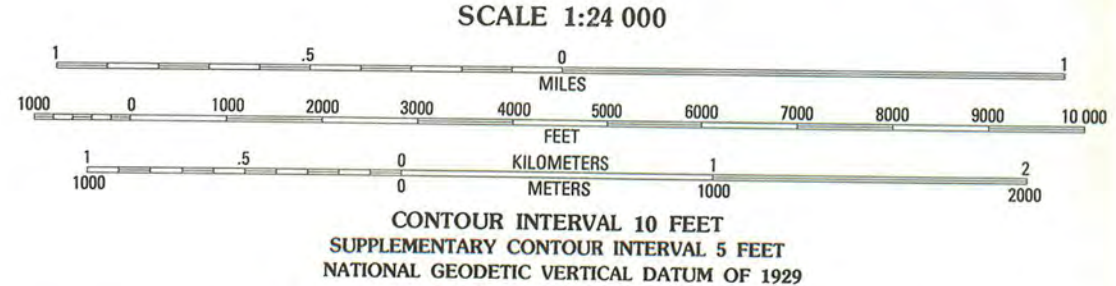 SCALE 1:24 000
1 .5 0 1
MILES
1000 0 1000 2000 3000 4000 5000 6000 7000 8000 9000 10 000
FEET
1 .5 0 KILOMETERS 1 2
1000 0 METERS 1000 2000
CONTOUR INTERVAL 10 FEET
SUPPLEMENTARY CONTOUR INTERVAL 5 FEET
NATIONAL GEODETIC VERTICAL DATUM OF 1929